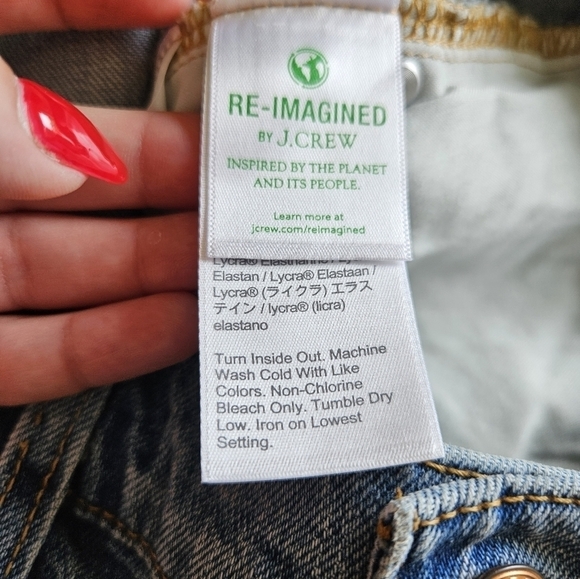 RE-IMAGINED
BY J.CREW
INSPIRED BY THE PLANET
AND ITS PEOPLE.
Learn more at
jcrew.com/reimagined
Lycra® Elasthanne /
Elastan / Lycra® Elastaan /
Lycra® (ライクラ) エラス
テイン / lycra® (licra)
elastano
Turn Inside Out. Machine
Wash Cold With Like
Colors. Non-Chlorine
Bleach Only. Tumble Dry
Low. Iron on Lowest
Setting.